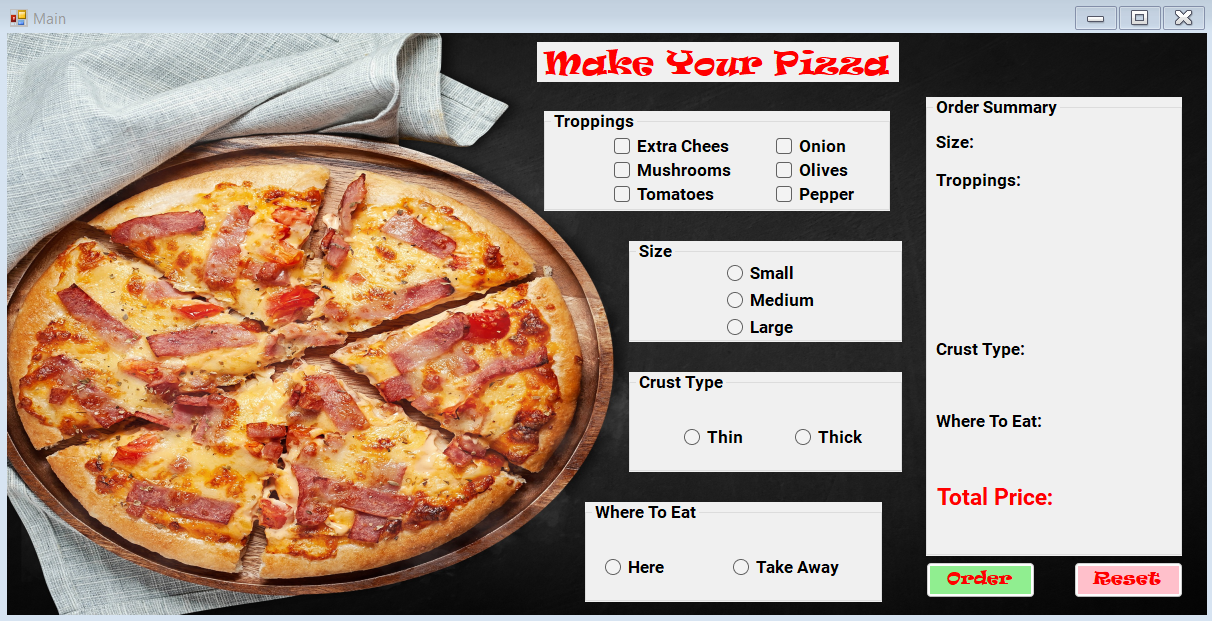 Main
Make Your Pizza
Troppings
Extra Chees
Onion
Mushrooms
Olives
Tomatoes
Pepper
Size
Small
Medium
Large
Crust Type
Thin
Thick
Where To Eat
Here
Take Away
Order Summary
Size:
Troppings:
Crust Type:
Where To Eat:
Total Price:
Order
Reset